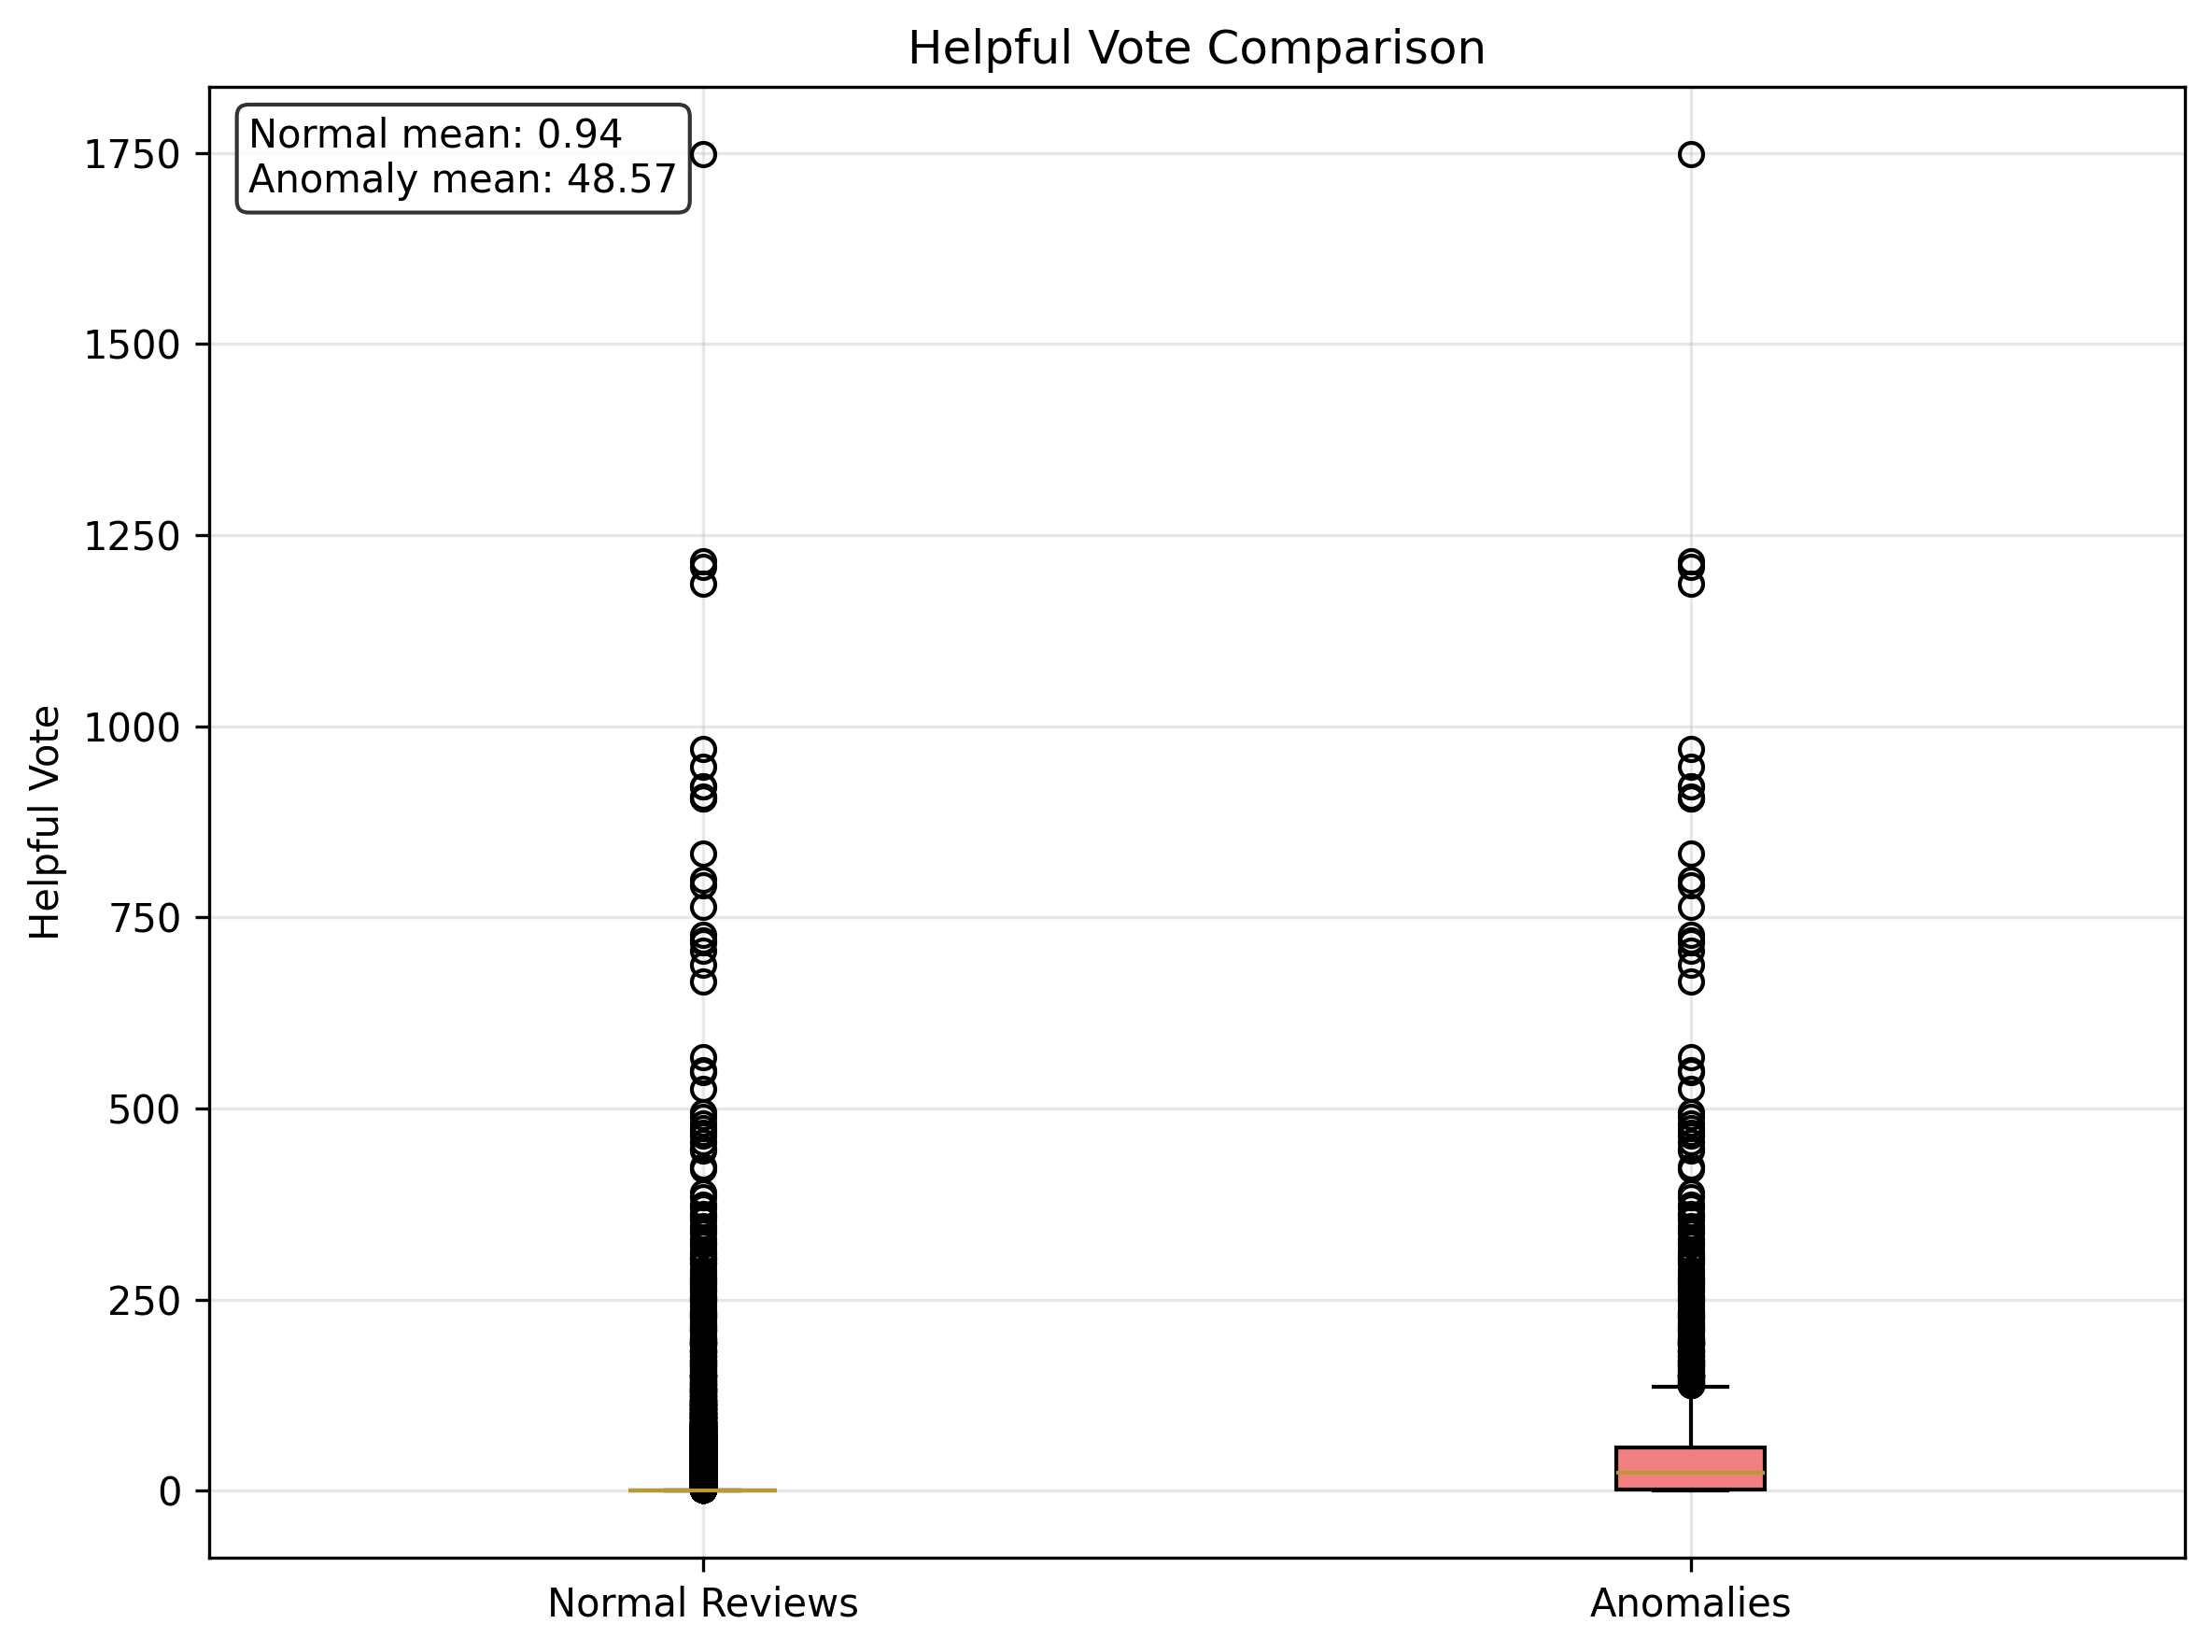 Helpful Vote Comparison
Normal mean: 0.94
Anomaly mean: 48.57
1750
1500
1250
1000
750
500
250
0
Helpful Vote
Normal Reviews
Anomalies